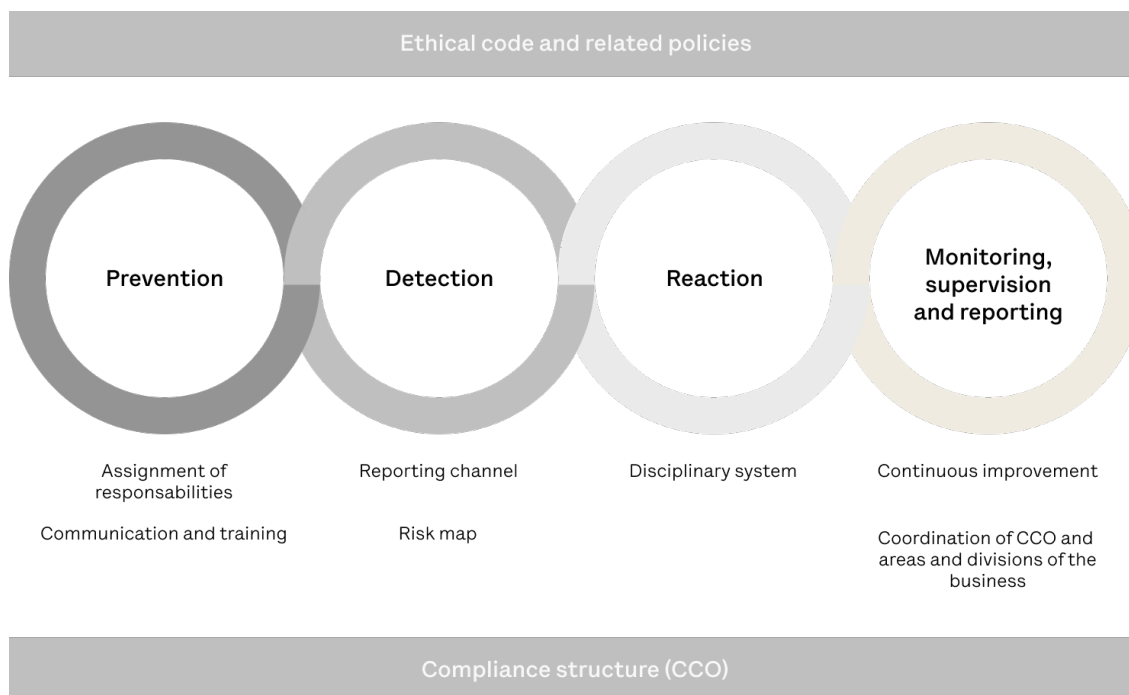 Ethical code and related policies
Prevention
Detection
Reaction
Monitoring,
supervision
and reporting
Assignment of
responsabilities
Communication and training
Reporting channel
Risk map
Disciplinary system
Continuous improvement
Coordination of CCO and
areas and divisions of the
business
Compliance structure (CCO)